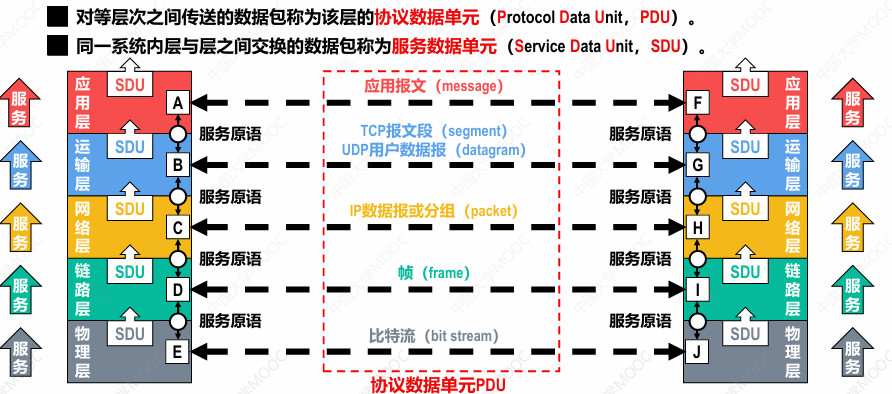 对等层次之间传送的数据包称为该层的协议数据单元（Protocol Data Unit，PDU）。
同一系统内层与层之间交换的数据包称为服务数据单元（Service Data Unit，SDU）。
服务 应用层 SDU A 应用报文（message） F SDU 应用层 服务
服务原语 服务原语
服务 运输层 SDU B TCP报文段（segment） G SDU 运输层 服务
UDP用户数据报（datagram）
服务原语 服务原语
服务 网络层 SDU C IP数据报或分组（packet） H SDU 网络层 服务
服务原语 服务原语
服务 链路层 SDU D 帧（frame） I SDU 链路层 服务
服务原语 服务原语
服务 物理层 SDU E 比特流（bit stream） J SDU 物理层 服务
协议数据单元PDU